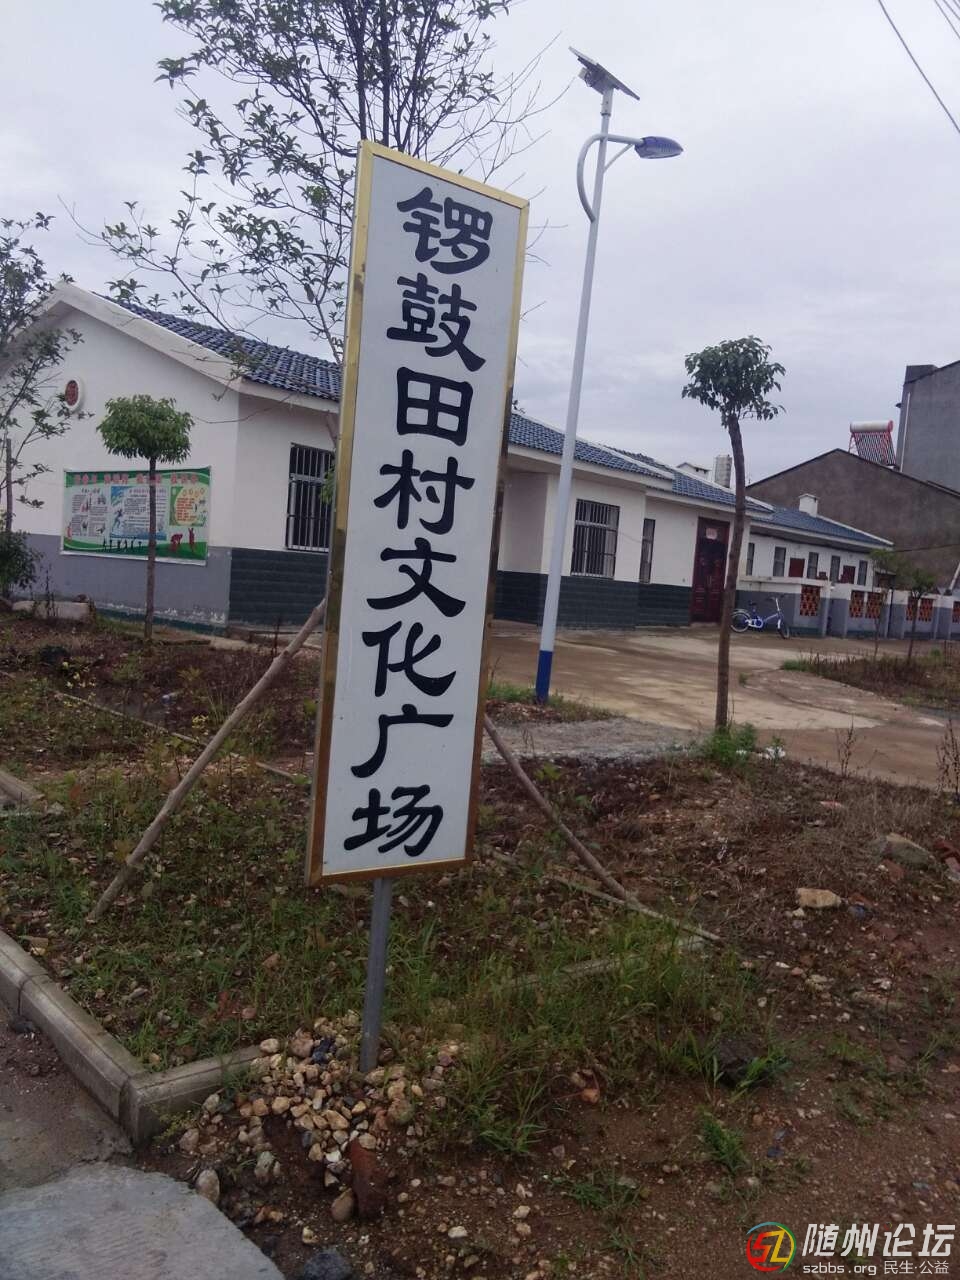 锣鼓田村文化广场
随州论坛
szbbs.org 民生·公益